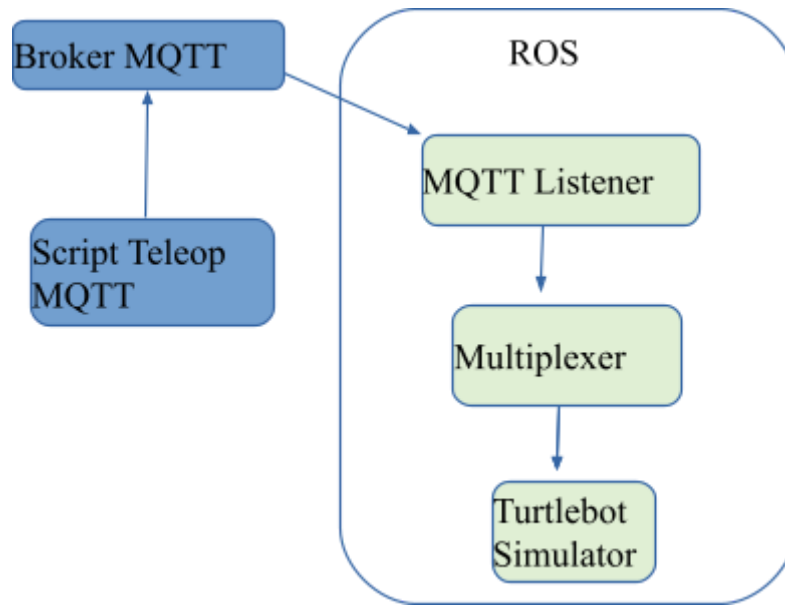 Broker MQTT
ROS
MQTT Listener
Script Teleop
MQTT
Multiplexer
Turtlebot
Simulator